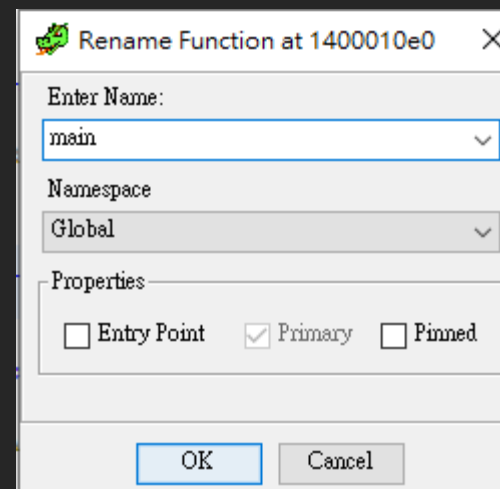 Rename Function at 1400010e0
Enter Name:
main
Namespace
Global
Properties
Entry Point Primary Pinned
OK Cancel